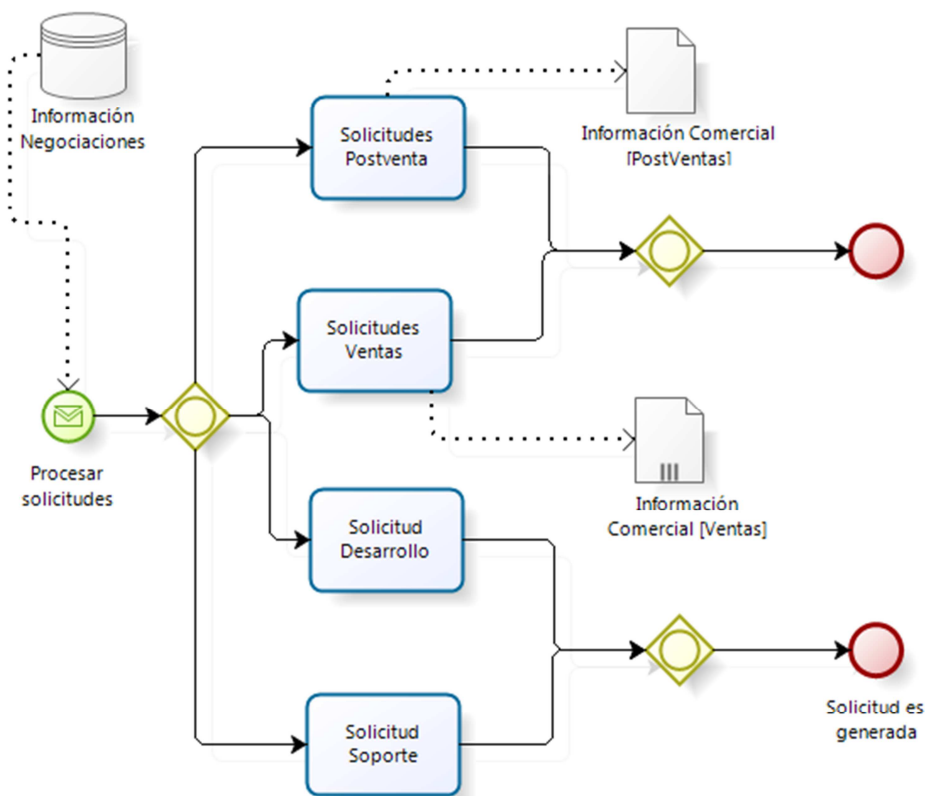 Información
Negociaciones
Solicitudes
Postventa
Información Comercial
[PostVentas]
Solicitudes
Ventas
Procesar
solicitudes
Información
Comercial [Ventas]
Solicitud
Desarrollo
Solicitud
Soporte
Solicitud es
generada